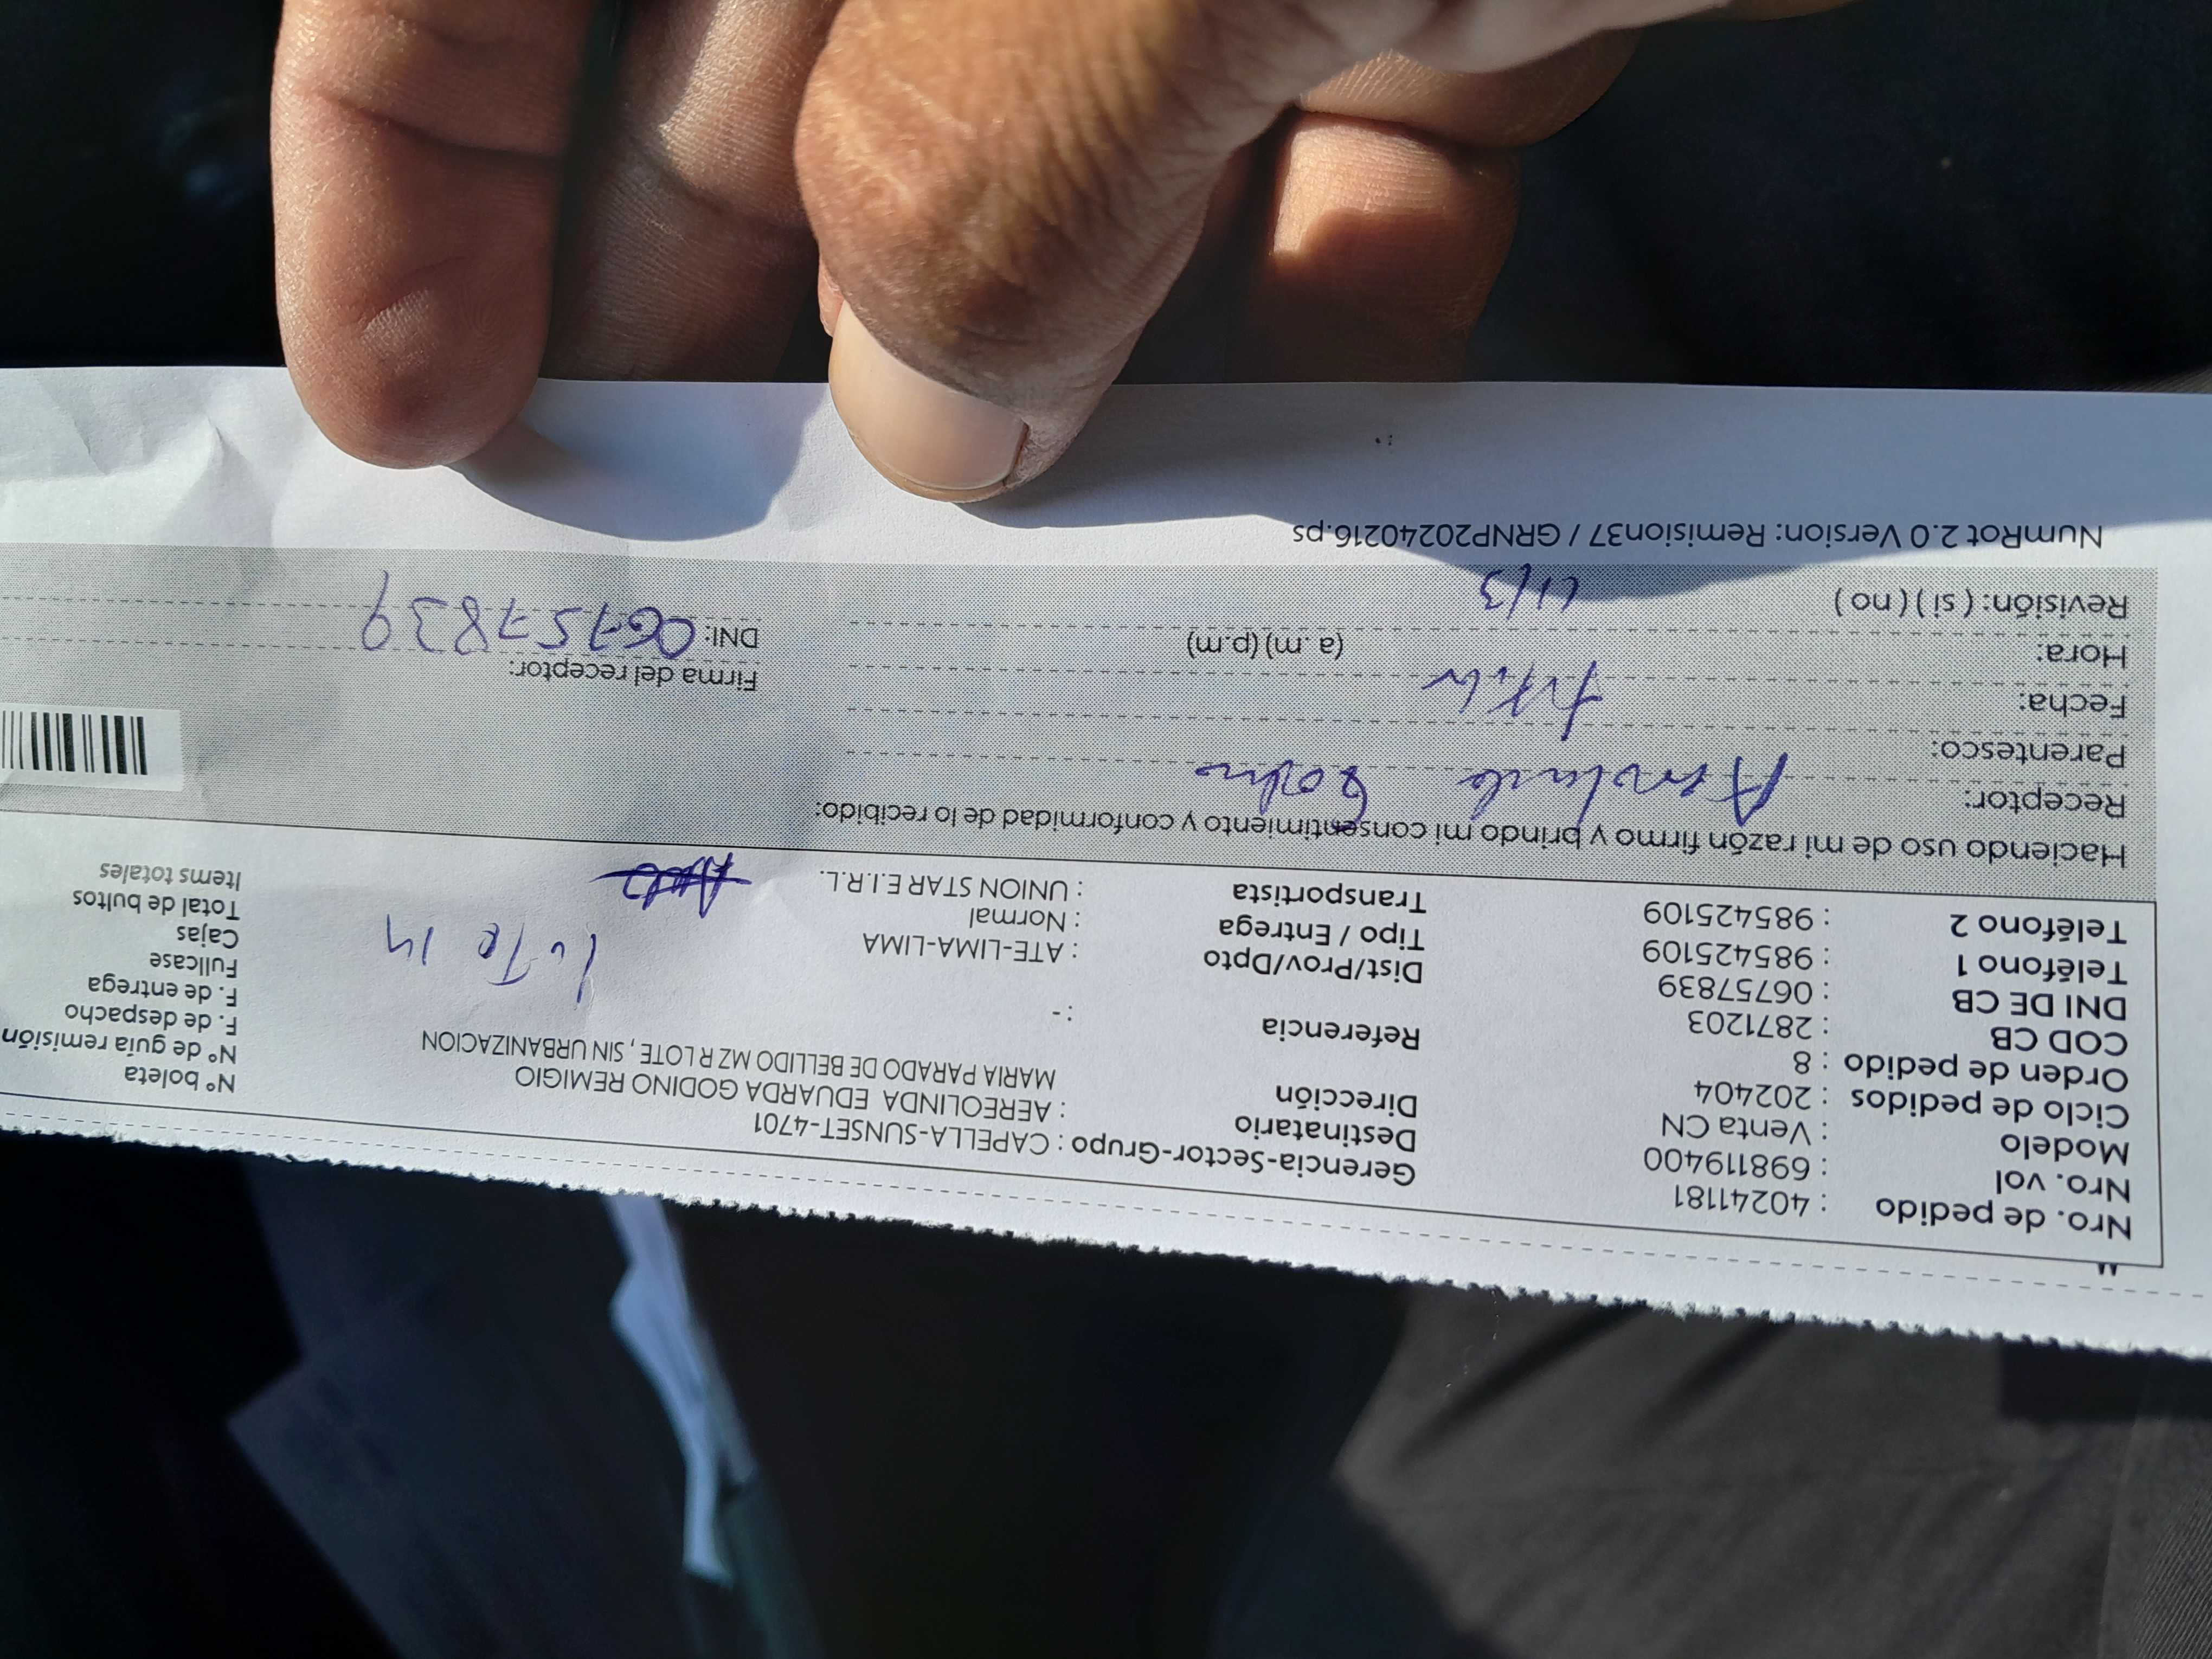 Nro. de pedido : 40241181
Nro. vol : 698119400
Modelo : Venta CN
Ciclo de pedidos : 202404
Orden de pedido : 8
COD CB : 2871203
DNI DE CB : 06757839
Teléfono 1 : 985425109
Teléfono 2 : 985425109
Gerencia-Sector-Grupo : CAPELLA-SUNSET-4701
Destinatario : AEREOLINDA EDUARDA GODINO REMIGIO
Dirección MARIA PARADO DE BELLIDO MZ R LOTE , SIN URBANIZACION
Referencia : -
Dist/Prov/Dpto : ATE-LIMA-LIMA
Tipo / Entrega : Normal
Transportista : UNION STAR E.I.R.L.
LOTE 14
Nº boleta
Nº de guía remisión
F. de despacho
F. de entrega
Fullcase
Cajas
Total de bultos
Items totales
Haciendo uso de mi razón firmo y brindo mi consentimiento y conformidad de lo recibido:
Receptor:
Parentesco:
Fecha:
Hora: (a.m) (p.m)
Revisión: ( si ) ( no )
Firma del receptor:
DNI: 06757839
NumRot 2.0 Version: Remision37 / GRNP20240216.ps